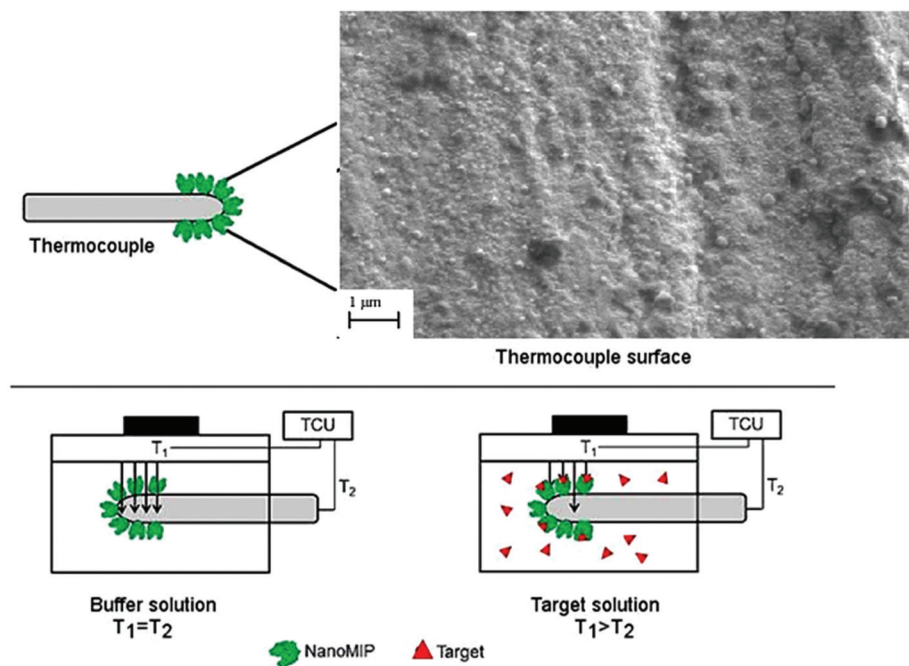 Thermocouple
1 μm
Thermocouple surface
TCU
T₁
T₂
Buffer solution
T₁=T₂
TCU
T₁
T₂
Target solution
T₁>T₂
NanoMIP
Target